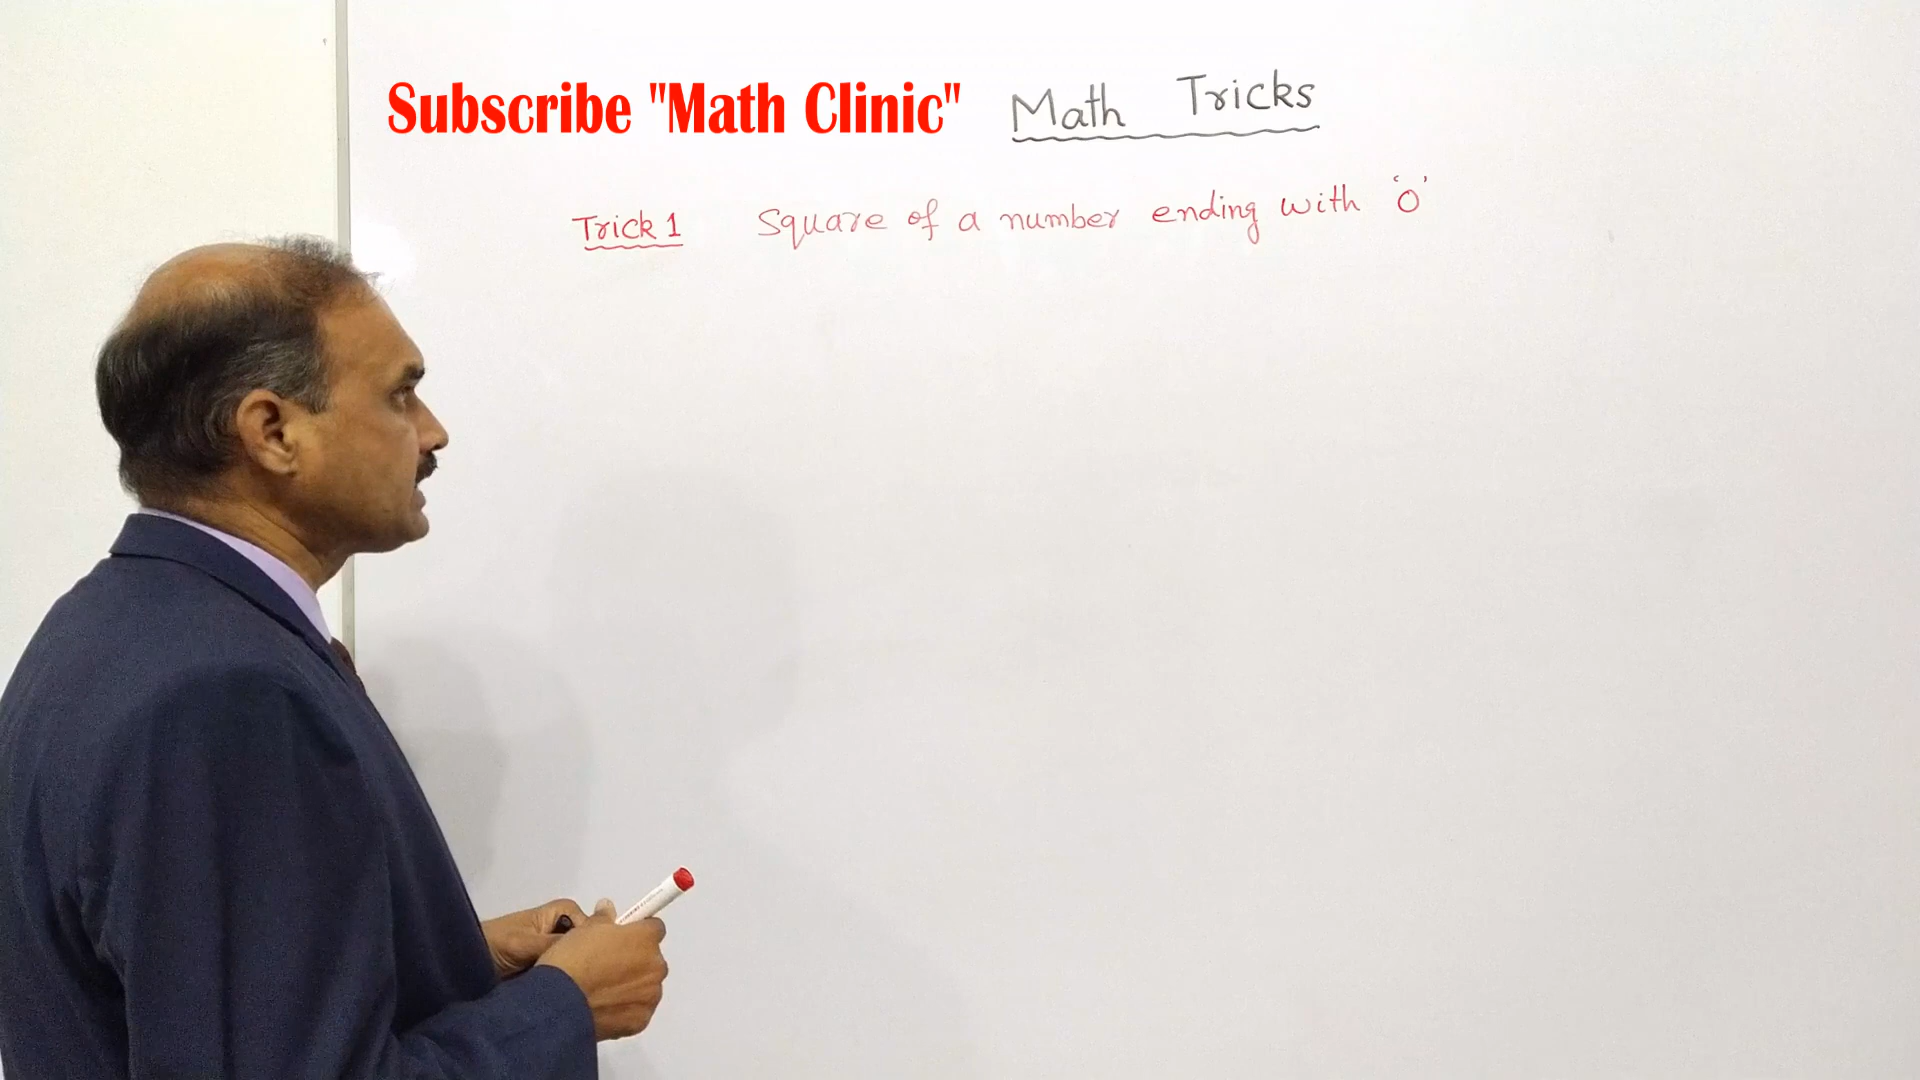 Subscribe "Math Clinic"
Math Tricks
Trick 1 Square of a number ending with '0'